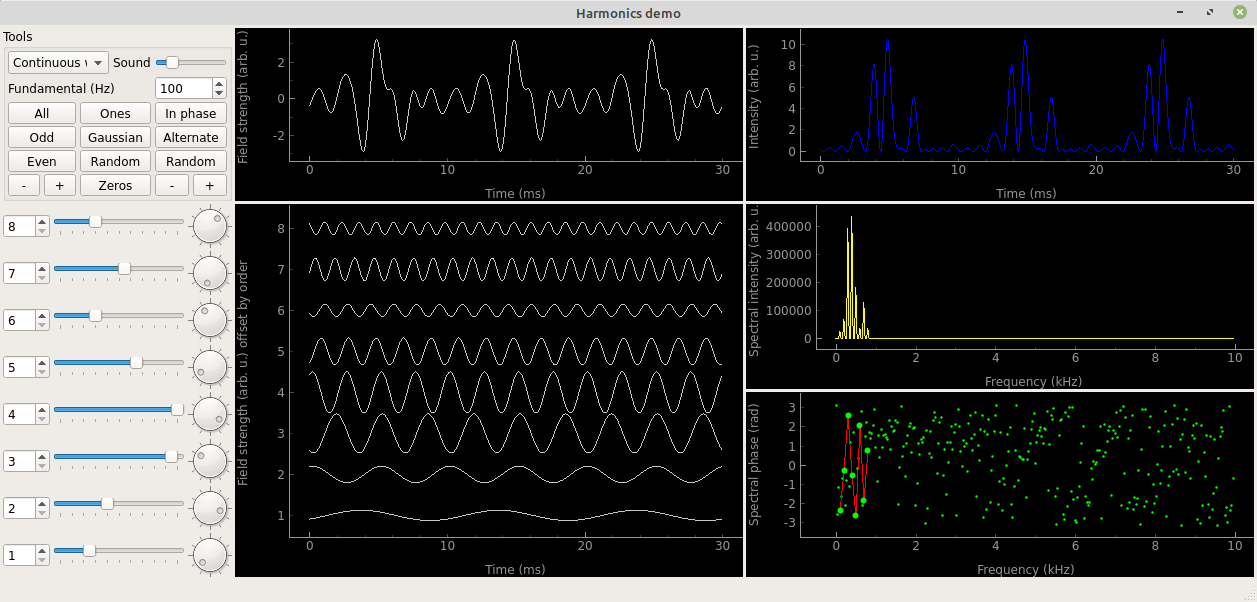 Harmonics demo
Tools
Continuous
Sound
Fundamental (Hz)
100
All
Ones
In phase
Odd
Gaussian
Alternate
Even
Random
Random
-
+
Zeros
-
+
8
7
6
5
4
3
2
1
Field strength (arb. u.)
2
0
-2
0
10
20
30
Time (ms)
Intensity (arb. u.)
10
8
6
4
2
0
0
10
20
30
Time (ms)
Field strength (arb. u.) offset by order
8
7
6
5
4
3
2
1
0
10
20
30
Time (ms)
Spectral intensity (arb. u.
400000
300000
200000
100000
0
0
2
4
6
8
10
Frequency (kHz)
Spectral phase (rad)
3
2
1
0
-1
-2
-3
0
2
4
6
8
10
Frequency (kHz)